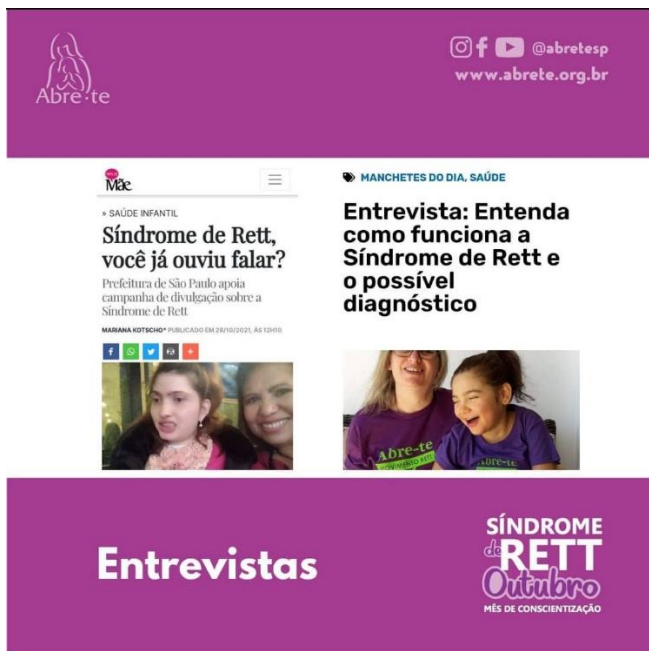 Abre-te
@abretesp
www.abrete.org.br
Mãe
» SAÚDE INFANTIL
Síndrome de Rett,
você já ouviu falar?
Prefeitura de São Paulo apoia
campanha de divulgação sobre a
Síndrome de Rett
MARIANA KOTSCHO* PUBLICADO EM 28/10/2021, ÀS 12H10
MANCHETES DO DIA, SAÚDE
Entrevista: Entenda
como funciona a
Síndrome de Rett e
o possível
diagnóstico
Abre-te
MOVIMENTO RETT
Abre-te
Entrevistas
SÍNDROME
de RETT
Outubro
MÊS DE CONSCIENTIZAÇÃO